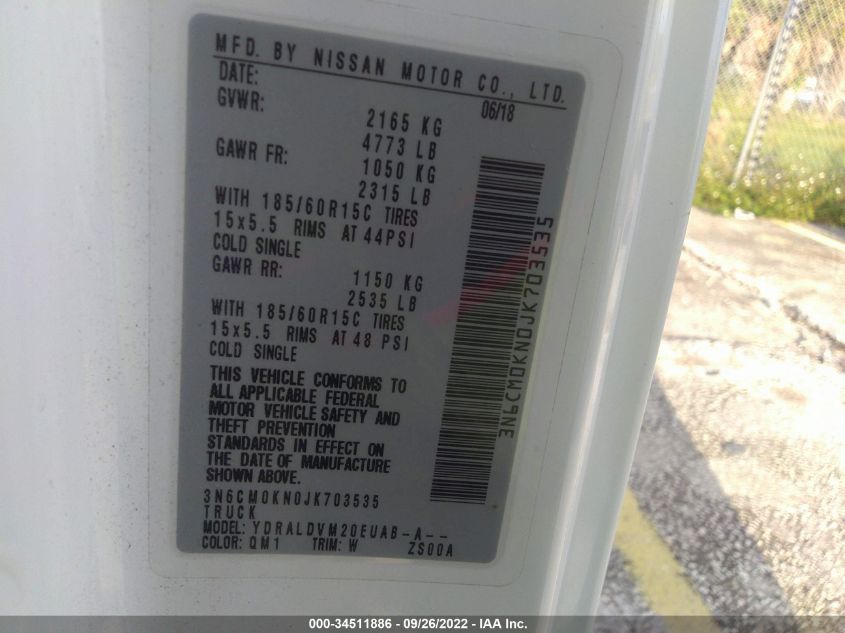 MFD. BY NISSAN MOTOR CO., LTD.
DATE: 06/18
GVWR: 2165 KG
4773 LB
GAWR FR: 1050 KG
2315 LB
WITH 185/60R15C TIRES
15x5.5 RIMS AT 44PSI
COLD SINGLE
GAWR RR: 1150 KG
2535 LB
WITH 185/60R15C TIRES
15x5.5 RIMS AT 48 PSI
COLD SINGLE
THIS VEHICLE CONFORMS TO
ALL APPLICABLE FEDERAL
MOTOR VEHICLE SAFETY AND
THEFT PREVENTION
STANDARDS IN EFFECT ON
THE DATE OF MANUFACTURE
SHOWN ABOVE.
3N6CM0KN0JK703535
TRUCK
MODEL: YDRALDVM20EUAB-A--
COLOR: QM1 TRIM: W ZS00A
3N6CM0KN0JK703535
000-34511886 - 09/26/2022 - IAA Inc.